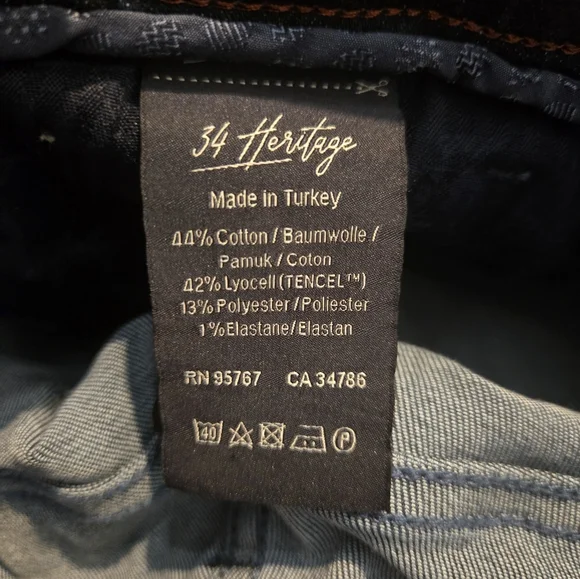 34 Heritage
Made in Turkey
44% Cotton / Baumwolle /
Pamuk / Coton
42% Lyocell (TENCEL™)
13% Polyester / Poliester
1% Elastane/Elastan
RN 95767 CA 34786
40 P